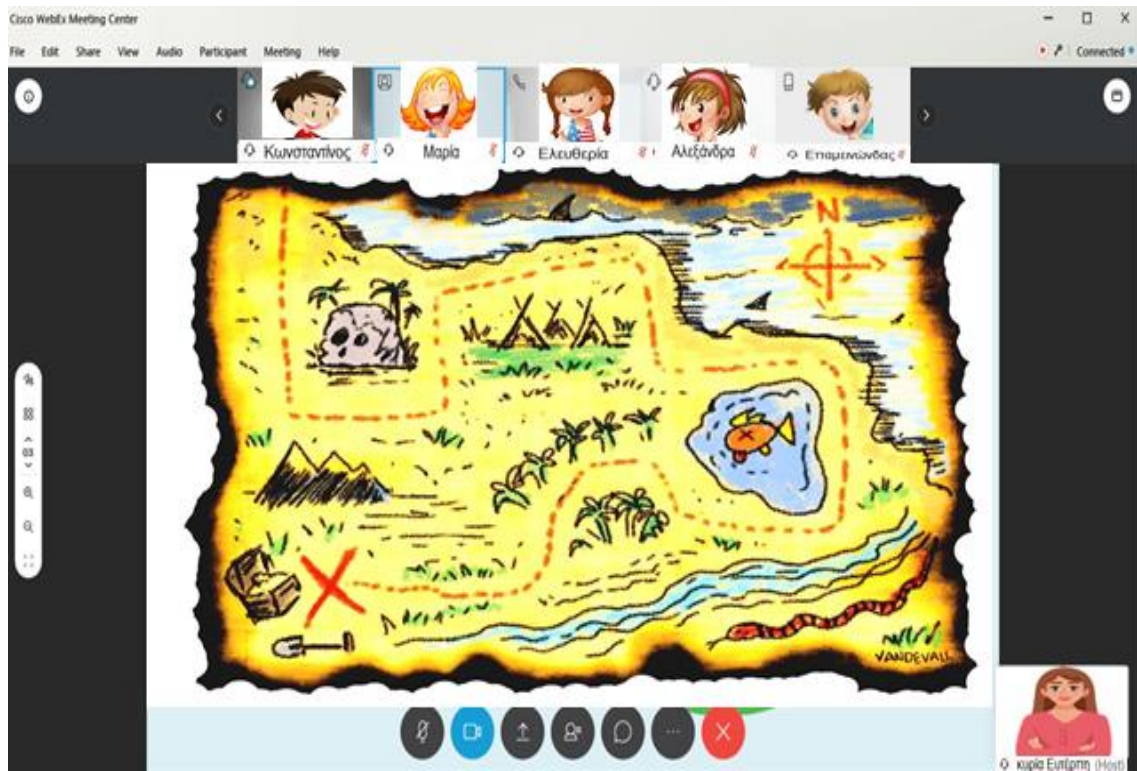 Cisco WebEx Meeting Center
File Edit Share View Audio Participant Meeting Help
Connected
Κωνσταντίνος Μαρία Ελευθερία Αλεξάνδρα Επαμεινώνδας
N
03
VANDEVALL
κυρία Ευτέρπη (Host)